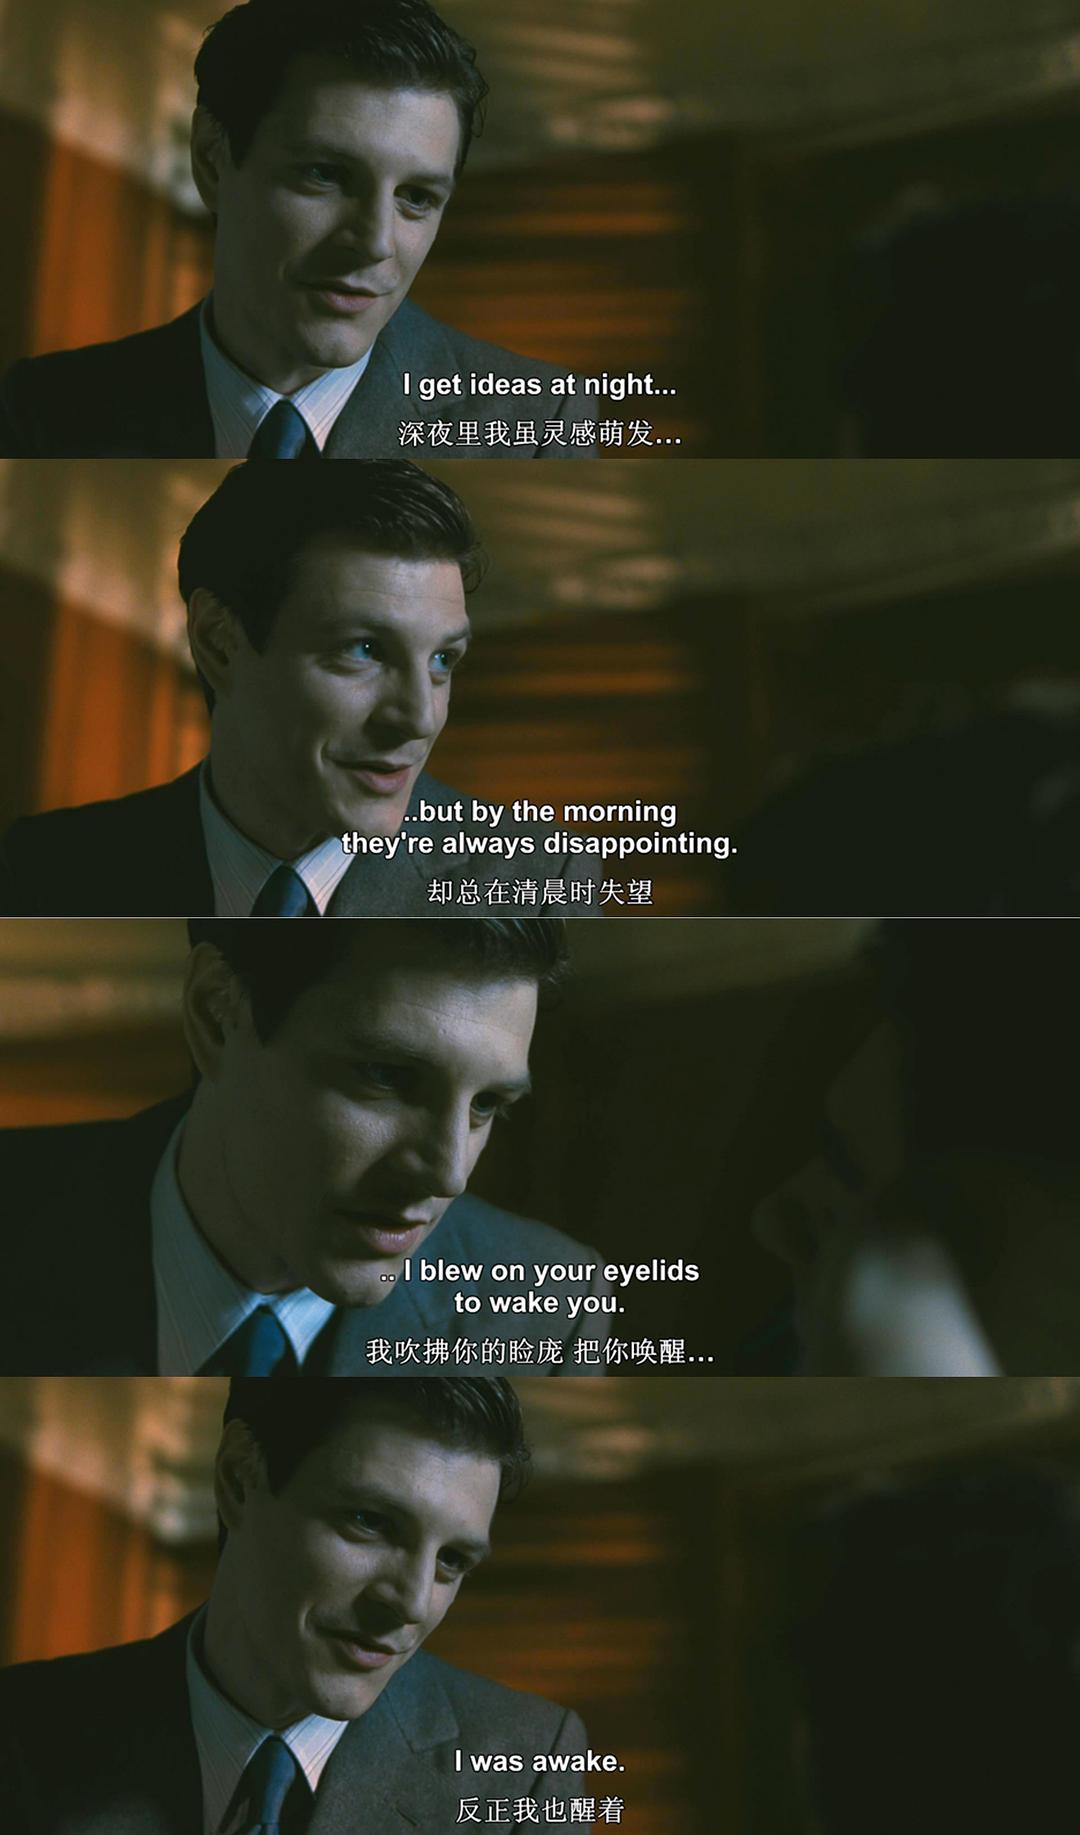 I get ideas at night...
深夜里我虽灵感萌发...
..but by the morning
they're always disappointing.
却总在清晨时失望
.. I blew on your eyelids
to wake you.
我吹拂你的睑庞 把你唤醒...
I was awake.
反正我也醒着